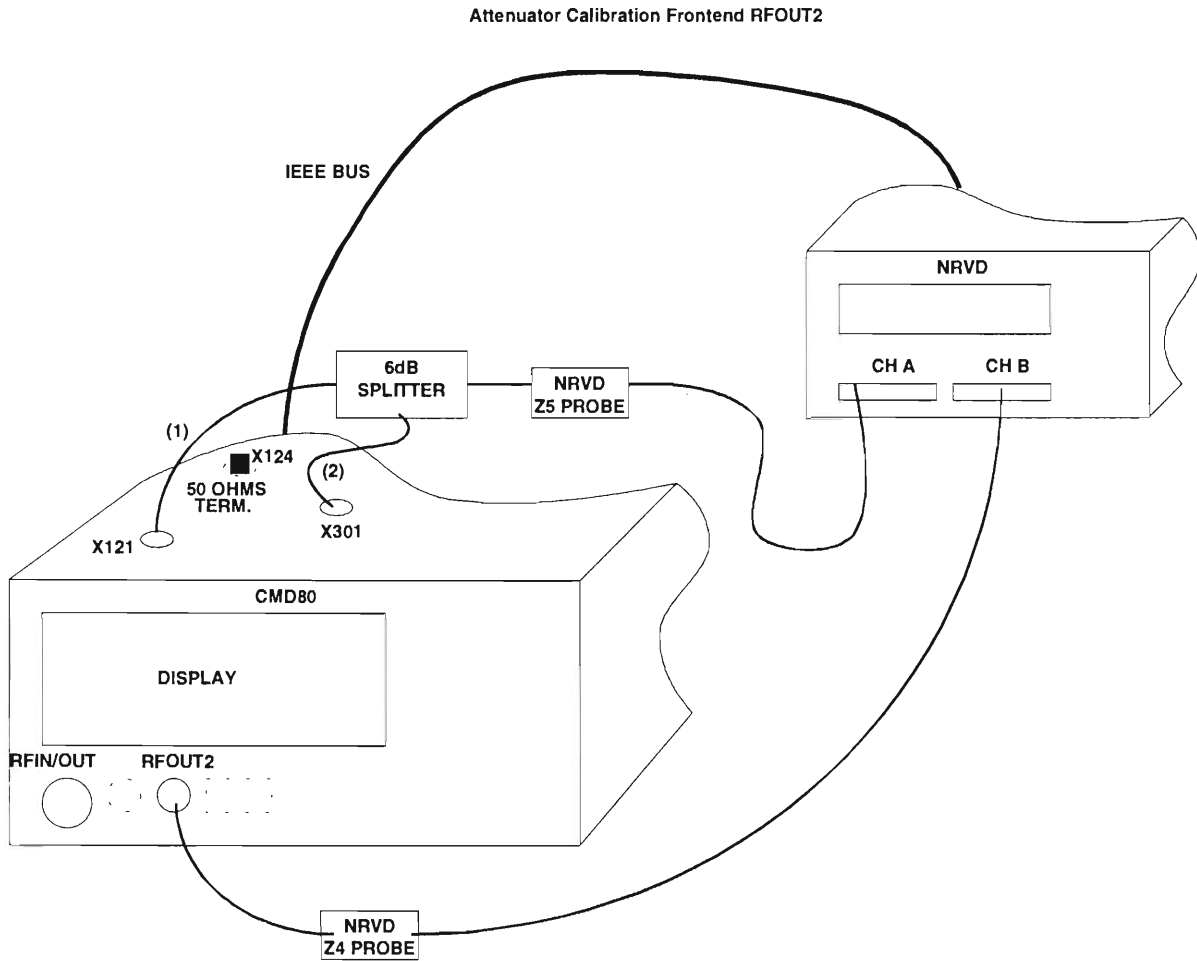 Attenuator Calibration Frontend RFOUT2
IEEE BUS
NRVD
CH A
CH B
6dB
SPLITTER
NRVD
Z5 PROBE
(1)
X124
50 OHMS
TERM.
(2)
X121
X301
CMD80
DISPLAY
RFIN/OUT
RFOUT2
NRVD
Z4 PROBE